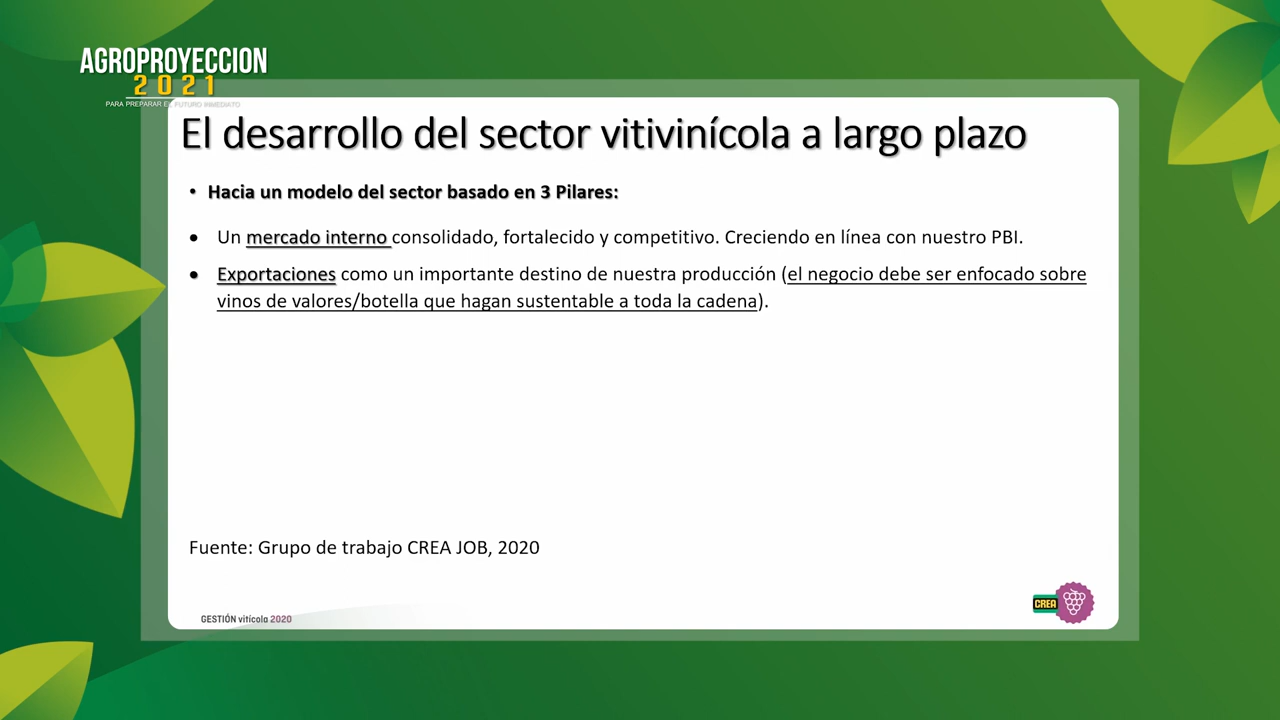 AGROPROYECCION
2021
PARA PREPARAR EL FUTURO INMEDIATO
El desarrollo del sector vitivinícola a largo plazo
• Hacia un modelo del sector basado en 3 Pilares:
• Un mercado interno consolidado, fortalecido y competitivo. Creciendo en línea con nuestro PBI.
• Exportaciones como un importante destino de nuestra producción (el negocio debe ser enfocado sobre
vinos de valores/botella que hagan sustentable a toda la cadena).
Fuente: Grupo de trabajo CREA JOB, 2020
GESTIÓN vitícola 2020
CREA